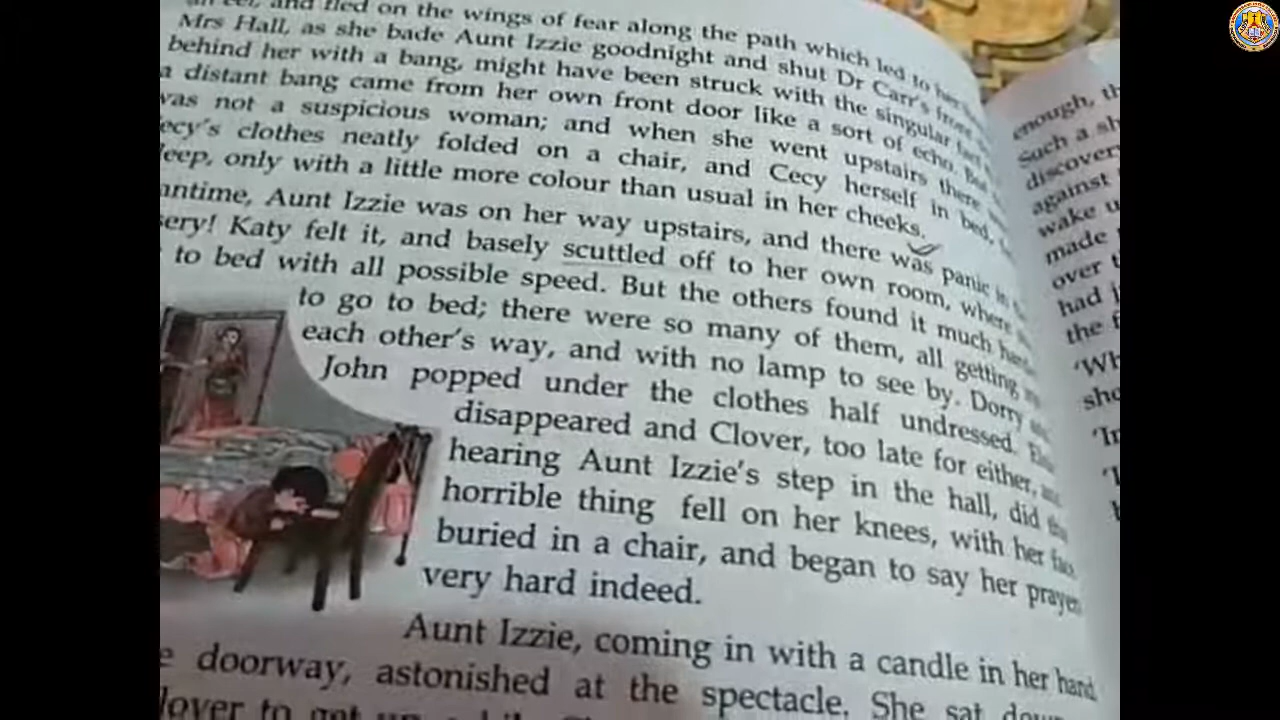 and fled on the wings of fear along the path which led to her
Mrs Hall, as she bade Aunt Izzie goodnight and shut Dr Carr's front
behind her with a bang, might have been struck with the singular fact
a distant bang came from her own front door like a sort of echo. But
was not a suspicious woman; and when she went upstairs there
Cecy's clothes neatly folded on a chair, and Cecy herself in bed,
only with a little more colour than usual in her cheeks.
Aunt Izzie was on her way upstairs, and there was panic in
Katy felt it, and basely scuttled off to her own room, where
to bed with all possible speed. But the others found it much
to go to bed; there were so many of them, all getting
each other's way, and with no lamp to see by. Dorry
John popped under the clothes half undressed.
disappeared and Clover, too late for either,
hearing Aunt Izzie's step in the hall, did
horrible thing fell on her knees, with her
buried in a chair, and began to say her
very hard indeed.
Aunt Izzie, coming in with a candle in her hand
doorway, astonished at the spectacle. She sat
to get up
enough,
Such a
against
wake
made
over
had
the